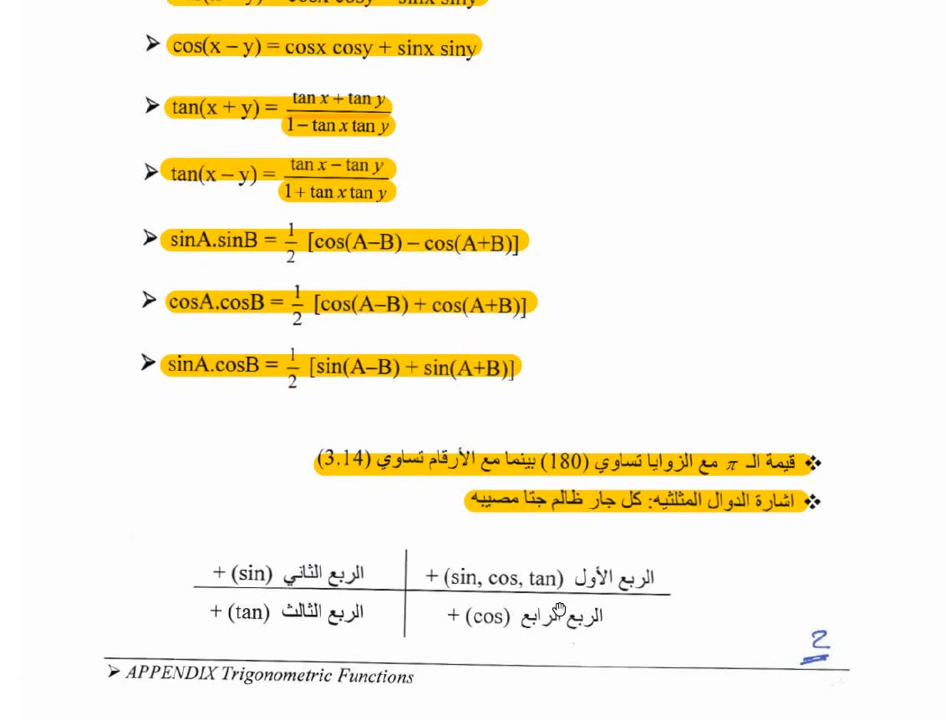 ➤ cos(x – y) = cosx cosy + sinx siny
➤ tan(x + y) = (tan x + tan y) / (1 – tan x tan y)
➤ tan(x – y) = (tan x – tan y) / (1 + tan x tan y)
➤ sinA.sinB = 1/2 [cos(A–B) – cos(A+B)]
➤ cosA.cosB = 1/2 [cos(A–B) + cos(A+B)]
➤ sinA.cosB = 1/2 [sin(A–B) + sin(A+B)]
❖ قيمة الـ π مع الزوايا تساوي (180) بينما مع الأرقام تساوي (3.14)
❖ اشارة الدوال المثلثيه: كل جار ظالم جتا مصيبه
الربع الأول (sin, cos, tan) +
الربع الثاني (sin) +
الربع الرابع (cos) +
الربع الثالث (tan) +
2
➤ APPENDIX Trigonometric Functions